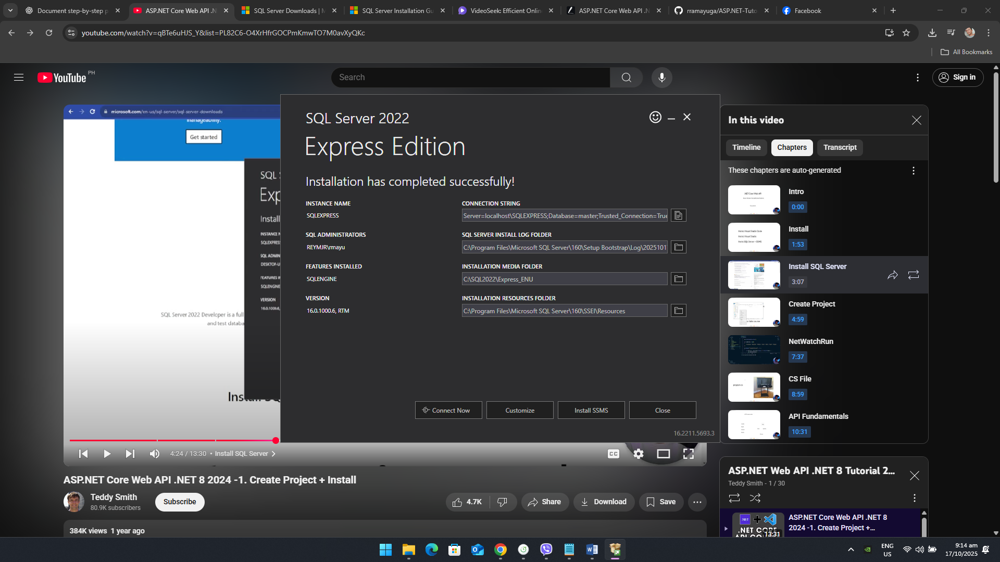 Document step-by-step p
ASP.NET Core Web API .N
SQL Server Downloads | M
SQL Server Installation Gu
VideoSeek: Efficient Onlin
ASP.NET Core Web API .N
rramayuga/ASP.NET-Tuto
Facebook
youtube.com/watch?v=qBTe6uHJS_Y&list=PL82C6-O4XrHfrGOCPmKmwTO7M0avXyQKc
All Bookmarks
YouTube PH
Search
Sign in
microsoft.com/en-us/sql-server/sql-server-downloads
manageability.
Get started
SQL Server 2022 Developer is a full
and test databa
SQL S
Exp
Install
INSTANCE N
SQLEXPRESS
SQL ADMIN
DESKTOP-U
FEATURES I
SQLENGINE
VERSION
16.0.1000.6,
SQL Server 2022
Express Edition
Installation has completed successfully!
INSTANCE NAME
SQLEXPRESS
CONNECTION STRING
Server=localhost\SQLEXPRESS;Database=master;Trusted_Connection=True
SQL ADMINISTRATORS
REYMJR\mayu
SQL SERVER INSTALL LOG FOLDER
C:\Program Files\Microsoft SQL Server\160\Setup Bootstrap\Log\2025101
FEATURES INSTALLED
SQLENGINE
INSTALLATION MEDIA FOLDER
C:\SQL2022\Express_ENU
VERSION
16.0.1000.6, RTM
INSTALLATION RESOURCES FOLDER
C:\Program Files\Microsoft SQL Server\160\SSEI\Resources
Connect Now
Customize
Install SSMS
Close
16.2211.5693.3
4:24 / 13:30 • Install SQL Server
CC
In this video
Timeline
Chapters
Transcript
These chapters are auto-generated
Intro
0:00
Install
1:53
Install SQL Server
3:07
Create Project
4:59
NetWatchRun
7:37
CS File
8:59
API Fundamentals
10:31
ASP.NET Core Web API .NET 8 2024 -1. Create Project + Install
Teddy Smith
80.9K subscribers
Subscribe
4.7K
Share
Download
Save
384K views 1 year ago
ASP.NET Web API .NET 8 Tutorial 2...
Teddy Smith - 1 / 30
.NET
.NET CORE
13:31
ASP.NET Core Web API .NET 8
2024 -1. Create Project +...
ENG
US
9:14 am
17/10/2025